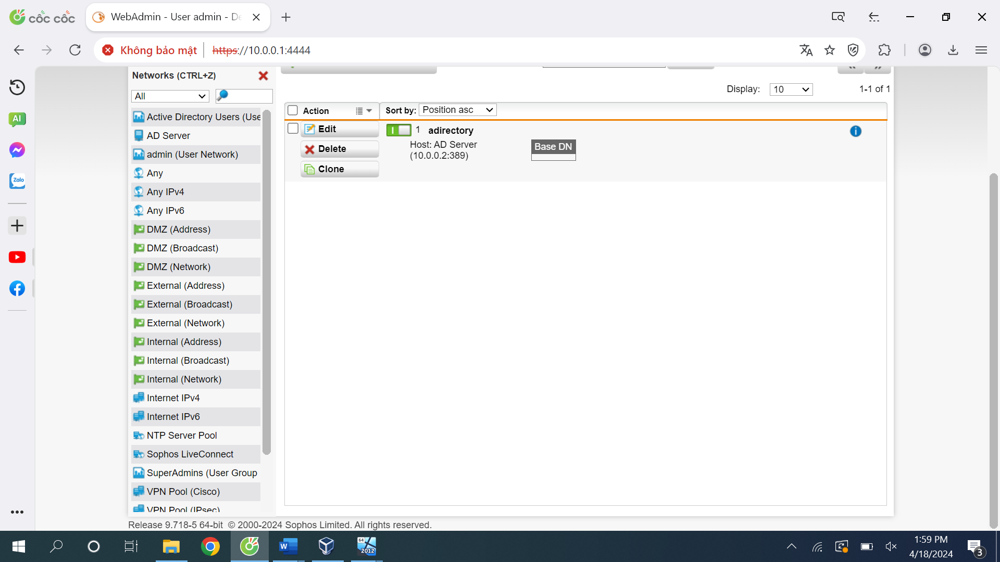 cốc cốc
WebAdmin - User admin - De
Không bảo mật
https://10.0.0.1:4444
Networks (CTRL+Z)
All
Display: 10 1-1 of 1
Action
Sort by: Position asc
Edit
Delete
Clone
1 adirectory
Host: AD Server
(10.0.0.2:389)
Base DN
Active Directory Users (Use
AD Server
admin (User Network)
Any
Any IPv4
Any IPv6
DMZ (Address)
DMZ (Broadcast)
DMZ (Network)
External (Address)
External (Broadcast)
External (Network)
Internal (Address)
Internal (Broadcast)
Internal (Network)
Internet IPv4
Internet IPv6
NTP Server Pool
Sophos LiveConnect
SuperAdmins (User Group
VPN Pool (Cisco)
VPN Pool (IPsec)
AI
Zalo
Release 9.718-5 64-bit © 2000-2024 Sophos Limited. All rights reserved.
W
64
2012
1:59 PM
4/18/2024
3